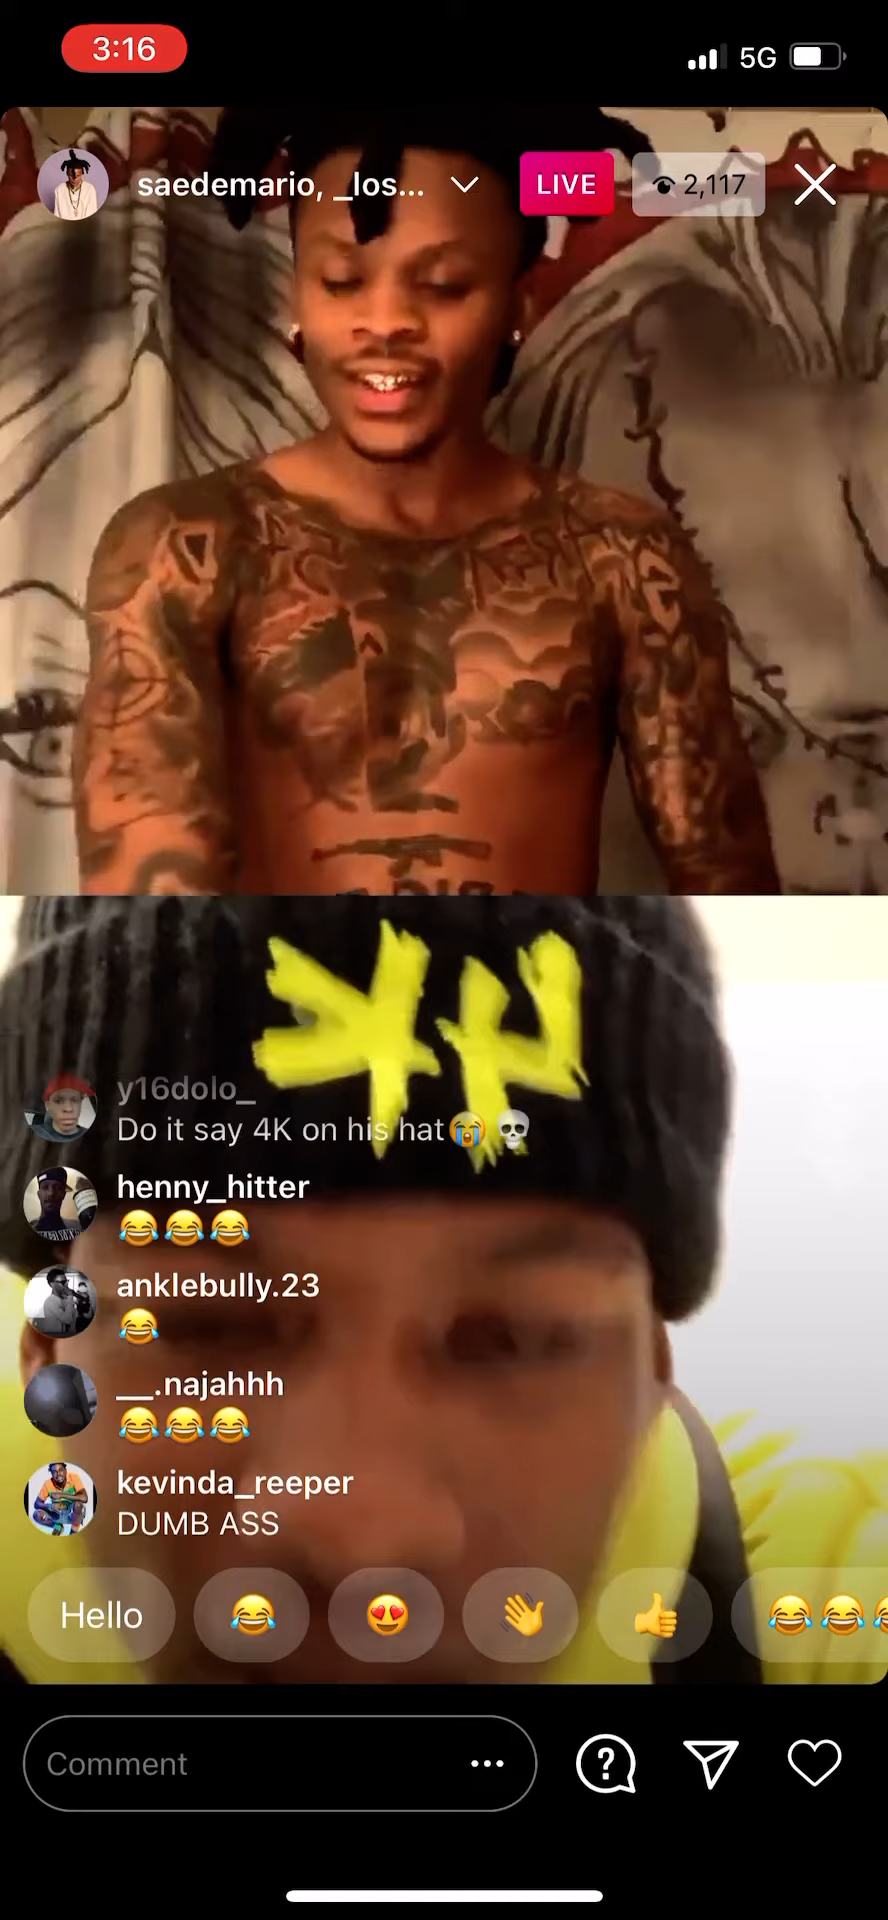 3:16
5G
saedemario, _los...
LIVE
2,117
y16dolo_
Do it say 4K on his hat😭💀
henny_hitter
😂😂😂
anklebully.23
😂
__.najahhh
😂😂😂
kevinda_reeper
DUMB ASS
Hello
😂
😍
👋
👍
😂😂
Comment